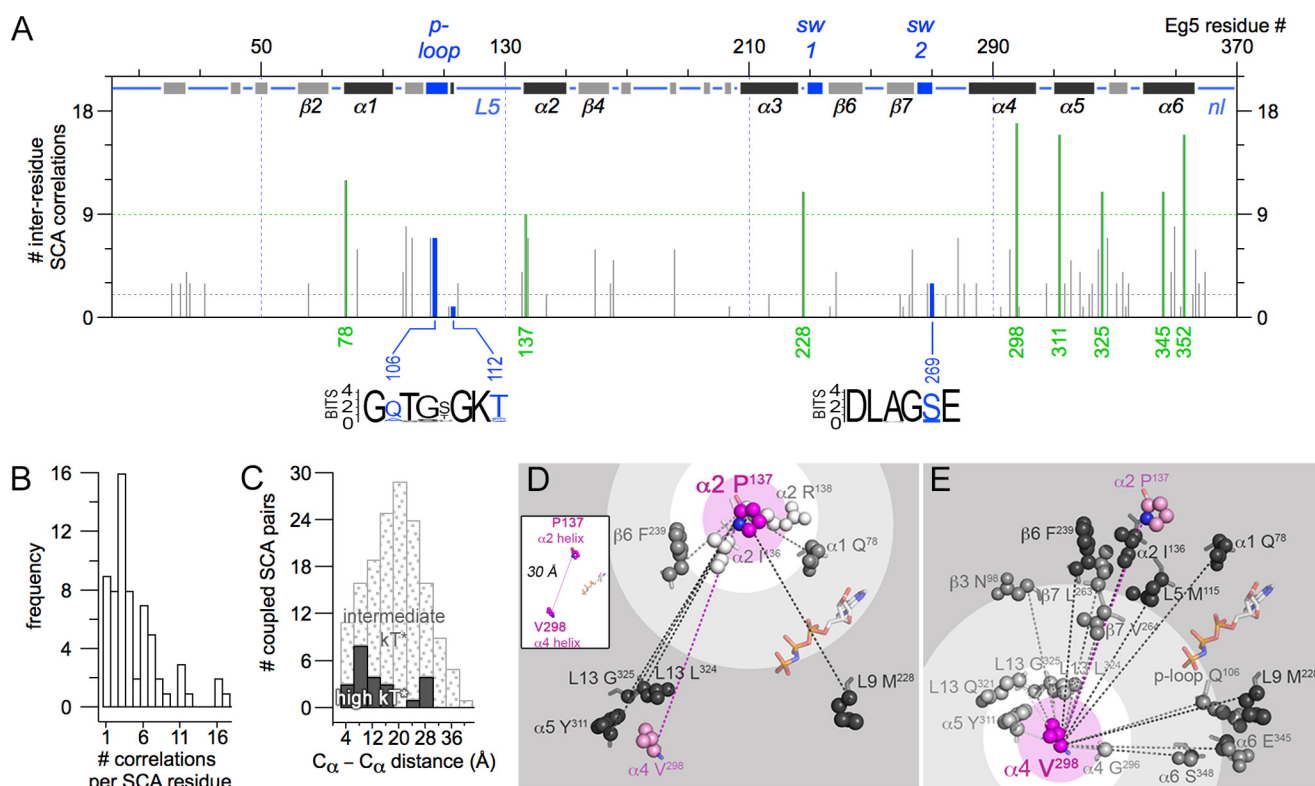 A
p-loop
sw 1
sw 2
Eg5 residue #
50
130
210
290
370
β2
α1
L5
α2
β4
α3
β6
β7
α4
α5
α6
nl
# inter-residue
SCA correlations
18
9
0
18
9
0
78
137
228
298
311
325
345
352
106
112
269
BITS
4
2
0
GQTGSGKT
BITS
4
2
0
DLAGSE
B
frequency
16
12
8
4
0
1
6
11
16
# correlations
per SCA residue
C
# coupled SCA pairs
30
24
18
12
6
0
intermediate
kT*
high kT*
4
12
20
28
36
Cα – Cα distance (Å)
D
α2 P137
α2 R138
β6 F239
α2 I136
α1 Q78
P137
α2 helix
30 Å
V298
α4 helix
L13 G325
L13 L324
α5 Y311
α4 V298
L9 M228
E
α2 P137
β6 F239
α2 I136
α1 Q78
β3 N98
β7 L263
L5 M115
β7 V264
L13 G325
L13 L324
L13 Q321
α5 Y311
p-loop Q106
L9 M228
α4 V298
α4 G296
α6 E345
α6 S348